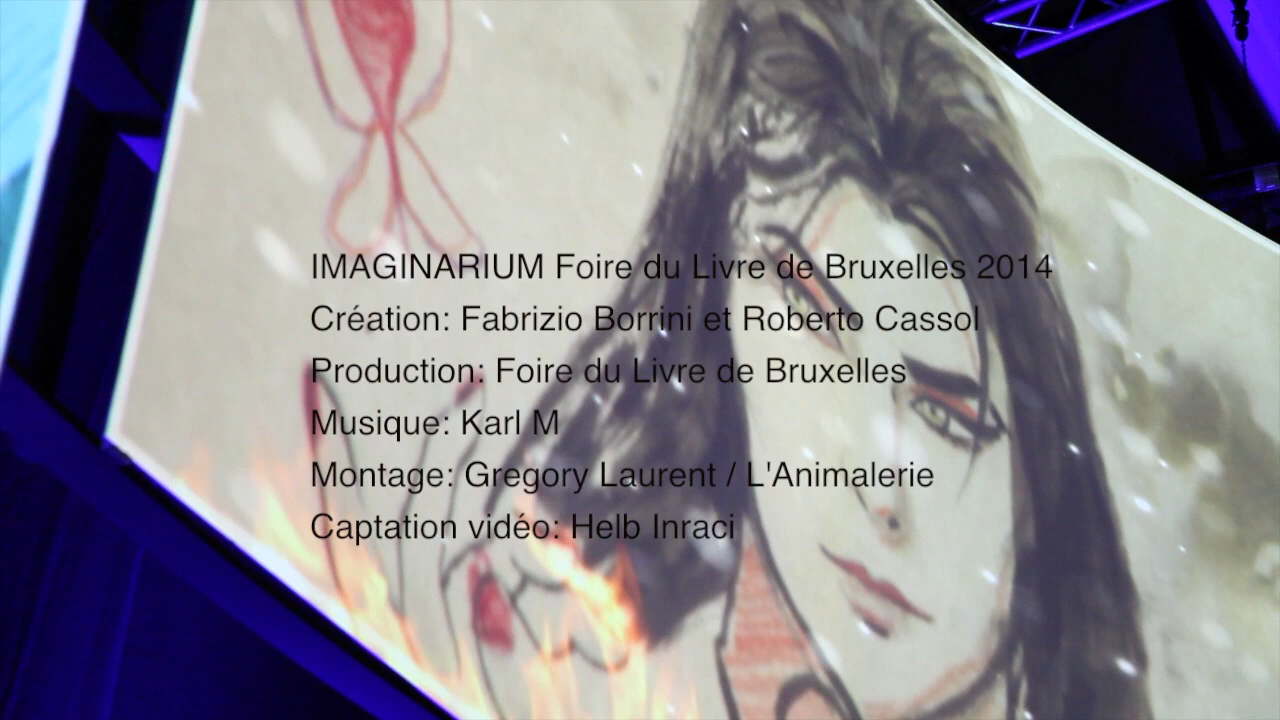 IMAGINARIUM Foire du Livre de Bruxelles 2014
Création: Fabrizio Borrini et Roberto Cassol
Production: Foire du Livre de Bruxelles
Musique: Karl M
Montage: Gregory Laurent / L'Animalerie
Captation vidéo: Helb Inraci